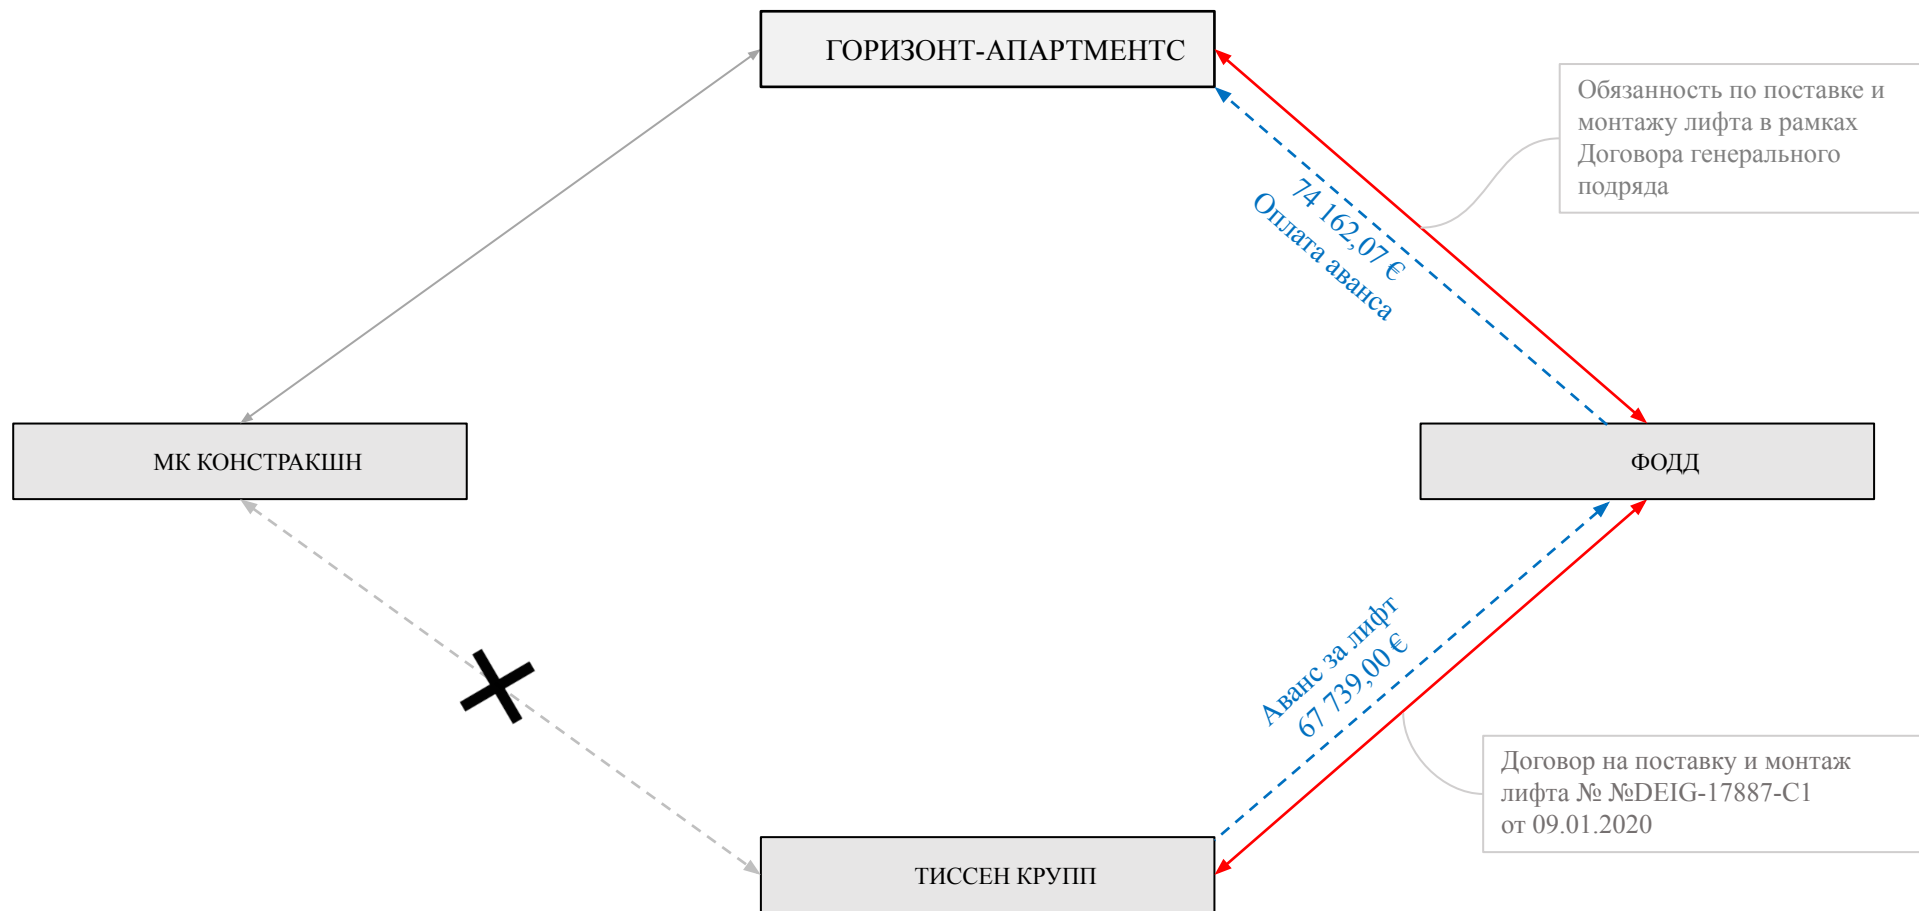 ГОРИЗОНТ-АПАРТМЕНТС
Обязанность по поставке и
монтажу лифта в рамках
Договора генерального
подряда
74 162,07 €
Оплата аванса
МК КОНСТРАКШН
ФОДД
Аванс за лифт
67 739,00 €
Договор на поставку и монтаж
лифта № №DEIG-17887-C1
от 09.01.2020
ТИССЕН КРУПП